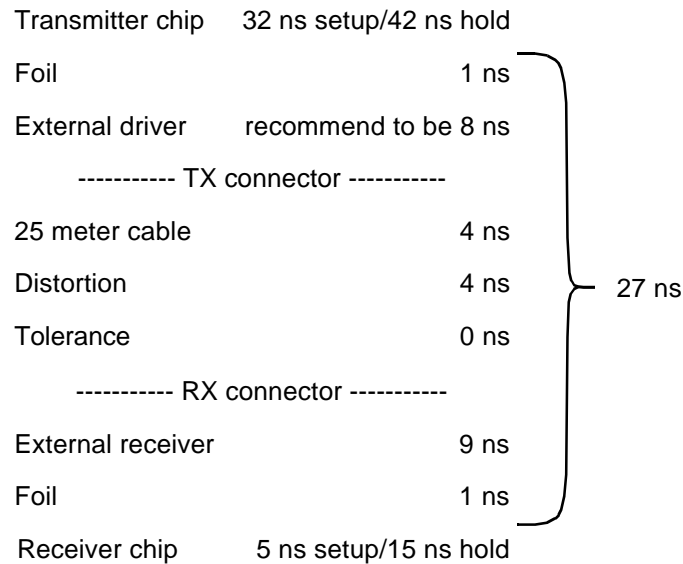 Transmitter chip 32 ns setup/42 ns hold
Foil 1 ns
External driver recommend to be 8 ns
----------- TX connector -----------
25 meter cable 4 ns
Distortion 4 ns
27 ns
Tolerance 0 ns
----------- RX connector -----------
External receiver 9 ns
Foil 1 ns
Receiver chip 5 ns setup/15 ns hold